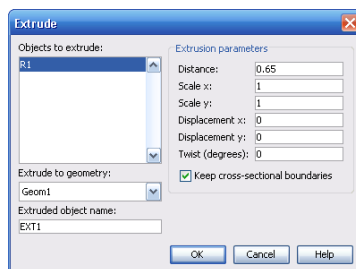 Extrude
Objects to extrude:
R1
Extrude to geometry:
Geom1
Extruded object name:
EXT1
Extrusion parameters
Distance: 0.65
Scale x: 1
Scale y: 1
Displacement x: 0
Displacement y: 0
Twist (degrees): 0
Keep cross-sectional boundaries
OK Cancel Help